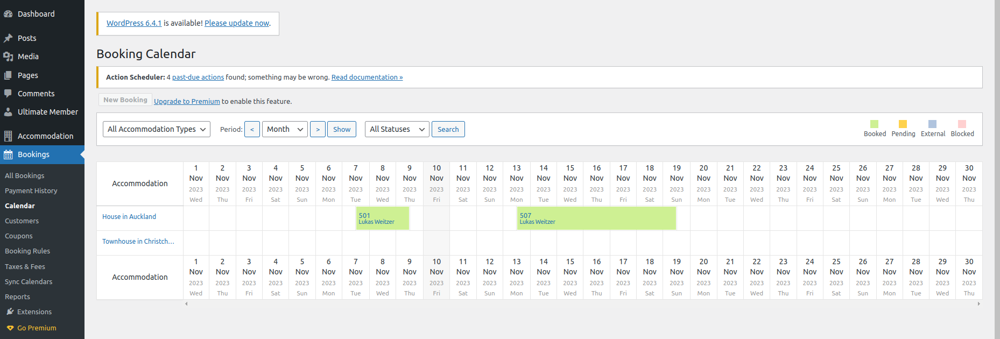 Dashboard
Posts
Media
Pages
Comments
Ultimate Member
Accommodation
Bookings
All Bookings
Payment History
Calendar
Customers
Coupons
Booking Rules
Taxes & Fees
Sync Calendars
Reports
Extensions
Go Premium
WordPress 6.4.1 is available! Please update now.
Booking Calendar
Action Scheduler: 4 past-due actions found; something may be wrong. Read documentation »
New Booking Upgrade to Premium to enable this feature.
All Accommodation Types Period: < Month > Show All Statuses Search
Booked Pending External Blocked
Accommodation
1 2 3 4 5 6 7 8 9 10 11 12 13 14 15 16 17 18 19 20 21 22 23 24 25 26 27 28 29 30
Nov Nov Nov Nov Nov Nov Nov Nov Nov Nov Nov Nov Nov Nov Nov Nov Nov Nov Nov Nov Nov Nov Nov Nov Nov Nov Nov Nov Nov Nov
2023 2023 2023 2023 2023 2023 2023 2023 2023 2023 2023 2023 2023 2023 2023 2023 2023 2023 2023 2023 2023 2023 2023 2023 2023 2023 2023 2023 2023 2023
Wed Thu Fri Sat Sun Mon Tue Wed Thu Fri Sat Sun Mon Tue Wed Thu Fri Sat Sun Mon Tue Wed Thu Fri Sat Sun Mon Tue Wed Thu
House in Auckland
501
Lukas Weitzer
507
Lukas Weitzer
Townhouse in Christch...
Accommodation
1 2 3 4 5 6 7 8 9 10 11 12 13 14 15 16 17 18 19 20 21 22 23 24 25 26 27 28 29 30
Nov Nov Nov Nov Nov Nov Nov Nov Nov Nov Nov Nov Nov Nov Nov Nov Nov Nov Nov Nov Nov Nov Nov Nov Nov Nov Nov Nov Nov Nov
2023 2023 2023 2023 2023 2023 2023 2023 2023 2023 2023 2023 2023 2023 2023 2023 2023 2023 2023 2023 2023 2023 2023 2023 2023 2023 2023 2023 2023 2023
Wed Thu Fri Sat Sun Mon Tue Wed Thu Fri Sat Sun Mon Tue Wed Thu Fri Sat Sun Mon Tue Wed Thu Fri Sat Sun Mon Tue Wed Thu